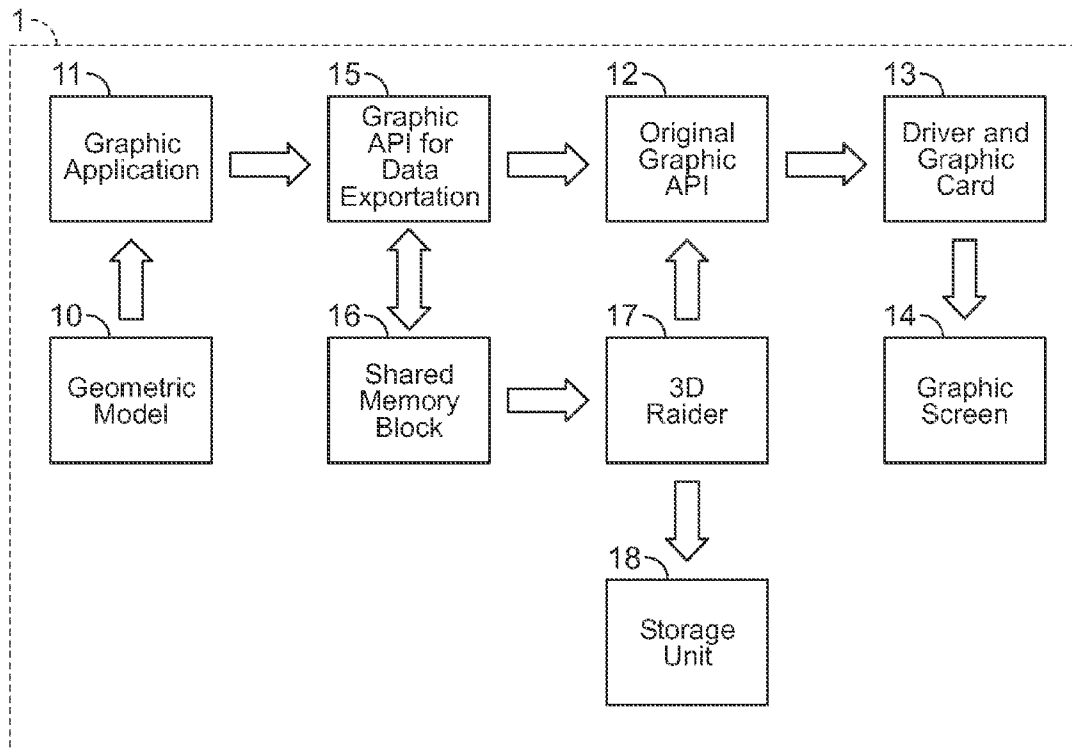 1
11
Graphic
Application
15
Graphic
API for
Data
Exportation
12
Original
Graphic
API
13
Driver and
Graphic
Card
10
Geometric
Model
16
Shared
Memory
Block
17
3D
Raider
14
Graphic
Screen
18
Storage
Unit